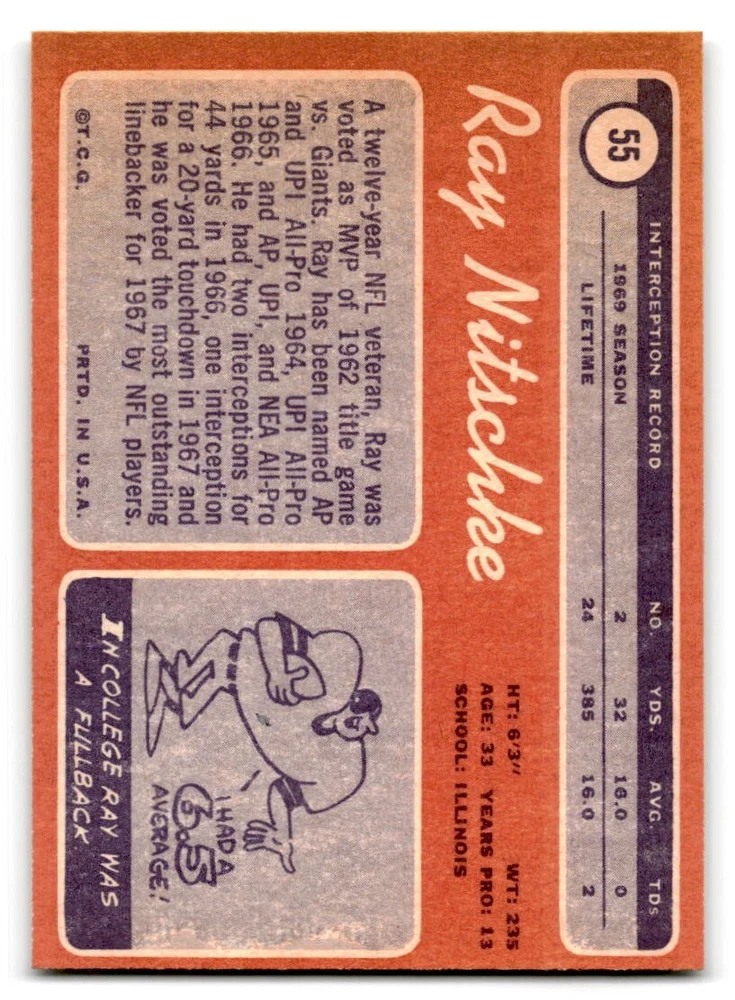 55
INTERCEPTION RECORD NO. YDS. AVG. TDs
1969 SEASON 2 32 16.0 0
LIFETIME 24 385 16.0 2
Ray Nitschke
HT: 6'3" WT: 235
AGE: 33 YEARS PRO: 13
SCHOOL: ILLINOIS
A twelve-year NFL veteran, Ray was
voted as MVP of 1962 title game
vs. Giants. Ray has been named AP
and UPI All-Pro 1964, UPI All-Pro
1965, and AP, UPI, and NEA All-Pro
1966. He had two interceptions for
44 yards in 1966, one interception
for a 20-yard touchdown in 1967 and
he was voted the most outstanding
linebacker for 1967 by NFL players.
©T.C.G. PRTD. IN U.S.A.
I HAD A
6.5
AVERAGE!
IN COLLEGE RAY WAS
A FULLBACK